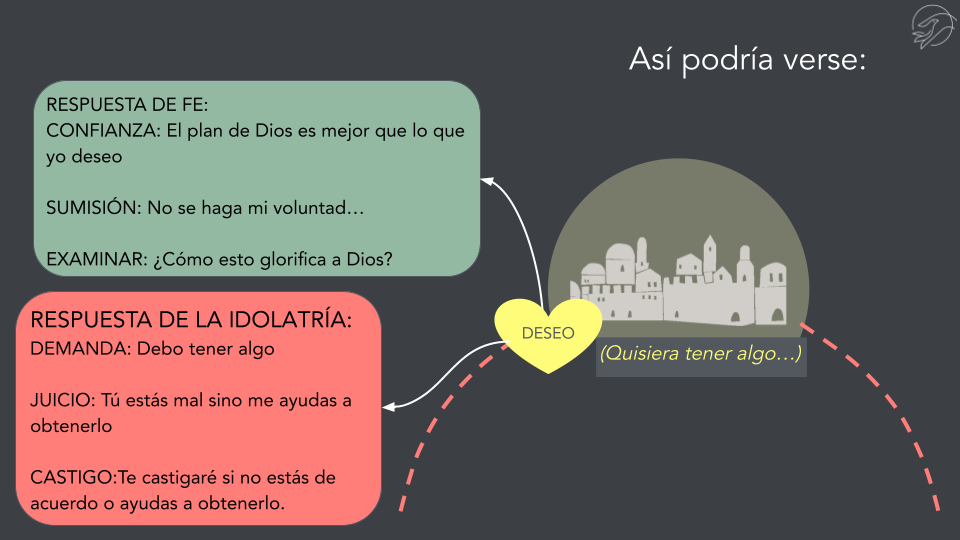 Así podría verse:
RESPUESTA DE FE:
CONFIANZA: El plan de Dios es mejor que lo que
yo deseo
SUMISIÓN: No se haga mi voluntad…
EXAMINAR: ¿Cómo esto glorifica a Dios?
RESPUESTA DE LA IDOLATRÍA:
DEMANDA: Debo tener algo
JUICIO: Tú estás mal sino me ayudas a
obtenerlo
CASTIGO:Te castigaré si no estás de
acuerdo o ayudas a obtenerlo.
DESEO
(Quisiera tener algo…)